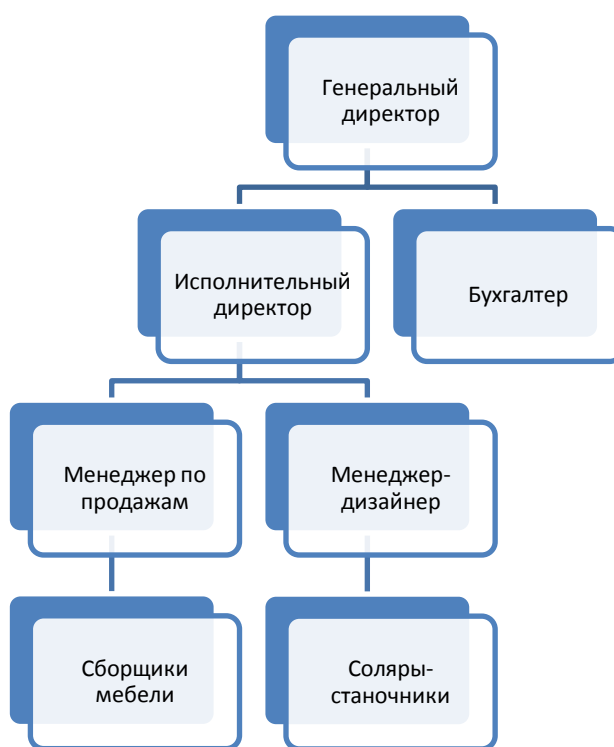 Генеральный
директор
Исполнительный
директор
Бухгалтер
Менеджер по
продажам
Менеджер-
дизайнер
Сборщики
мебели
Соляры-
станочники